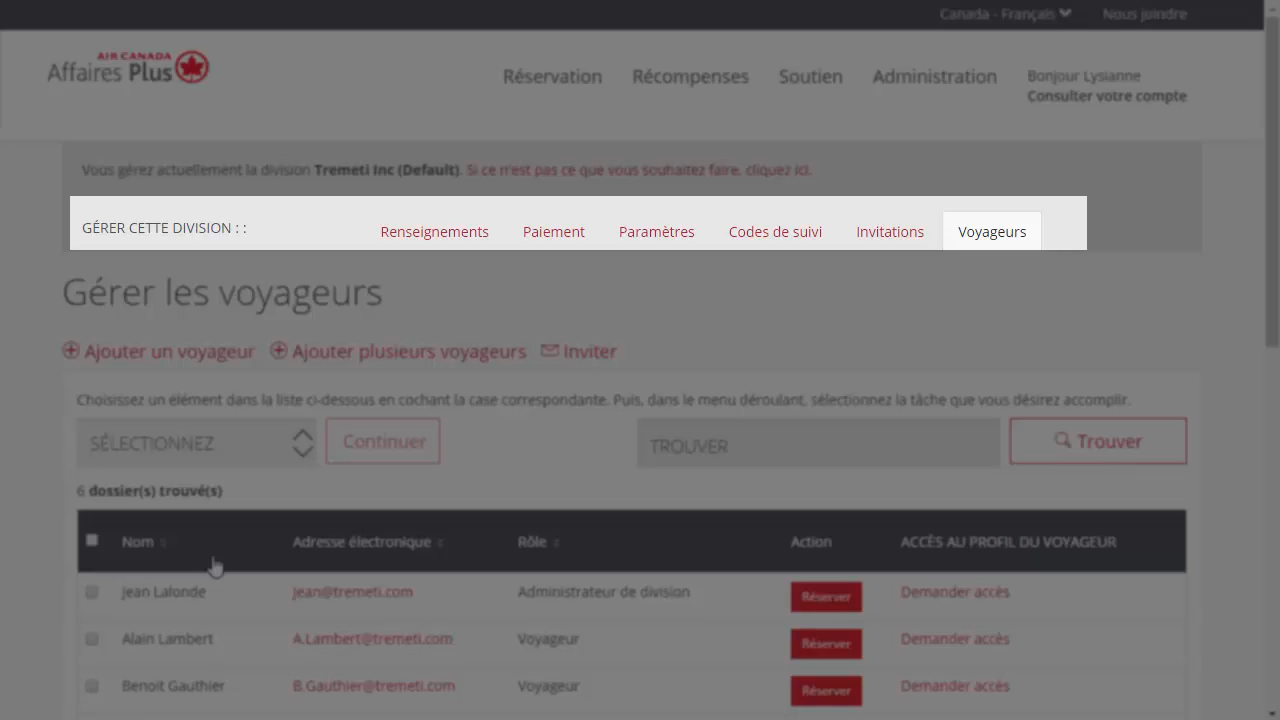 Canada - Français Nous joindre
AIR CANADA
Affaires Plus
Réservation Récompenses Soutien Administration
Bonjour Lysianne
Consulter votre compte
Vous gérez actuellement la division Tremeti Inc (Default). Si ce n'est pas ce que vous souhaitez faire, cliquez ici.
GÉRER CETTE DIVISION : : Renseignements Paiement Paramètres Codes de suivi Invitations Voyageurs
Gérer les voyageurs
Ajouter un voyageur Ajouter plusieurs voyageurs Inviter
Choisissez un élément dans la liste ci-dessous en cochant la case correspondante. Puis, dans le menu déroulant, sélectionnez la tâche que vous désirez accomplir.
SÉLECTIONNEZ Continuer TROUVER Trouver
6 dossier(s) trouvé(s)
Nom Adresse électronique Rôle Action ACCÈS AU PROFIL DU VOYAGEUR
Jean Lalonde jean@tremeti.com Administrateur de division Réserver Demander accès
Alain Lambert A.Lambert@tremeti.com Voyageur Réserver Demander accès
Benoit Gauthier B.Gauthier@tremeti.com Voyageur Réserver Demander accès